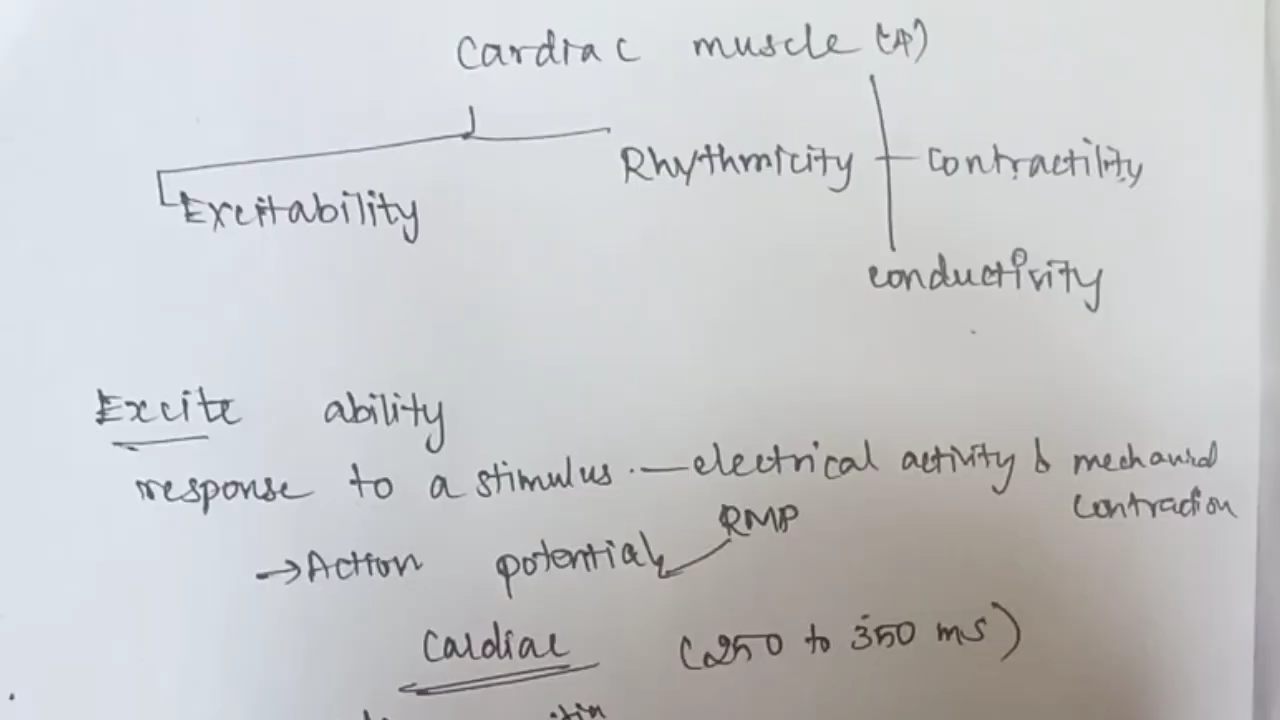 Cardiac muscle (4)
Rhythmicity contractility
Excitability
conductivity
Excite ability
response to a stimulus. — electrical activity & mechanical
contraction
RMP
→ Action potential
Cardiac (250 to 350 ms)